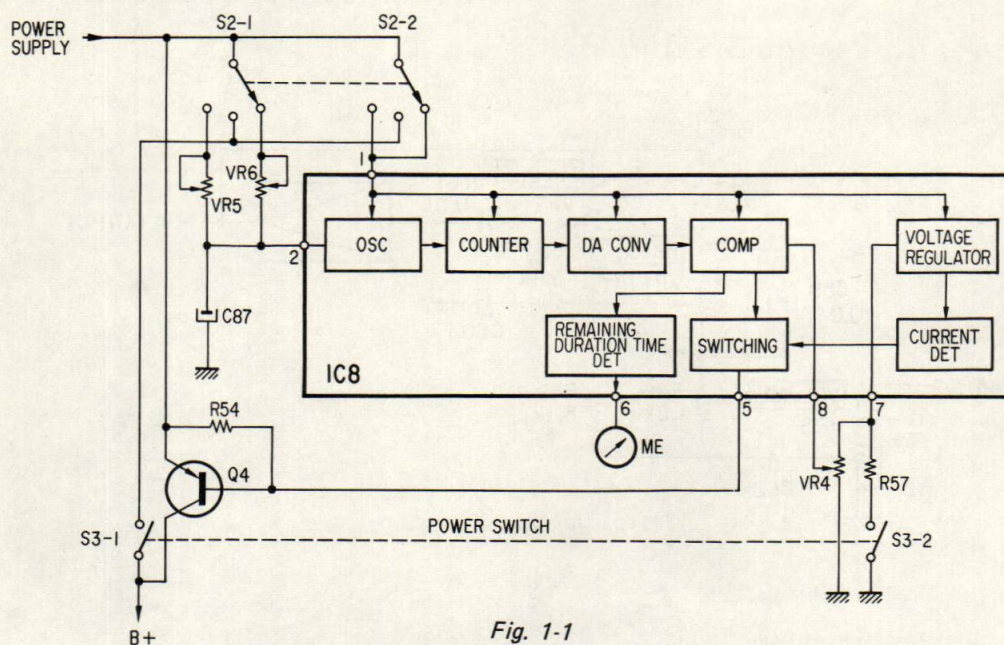 POWER
SUPPLY
S2-1
S2-2
VR5
VR6
1
2
OSC
COUNTER
DA CONV
COMP
VOLTAGE
REGULATOR
C87
REMAINING
DURATION TIME
DET
SWITCHING
CURRENT
DET
IC8
6
5
8
7
R54
ME
Q4
VR4
R57
S3-1
POWER SWITCH
S3-2
B+
Fig. 1-1